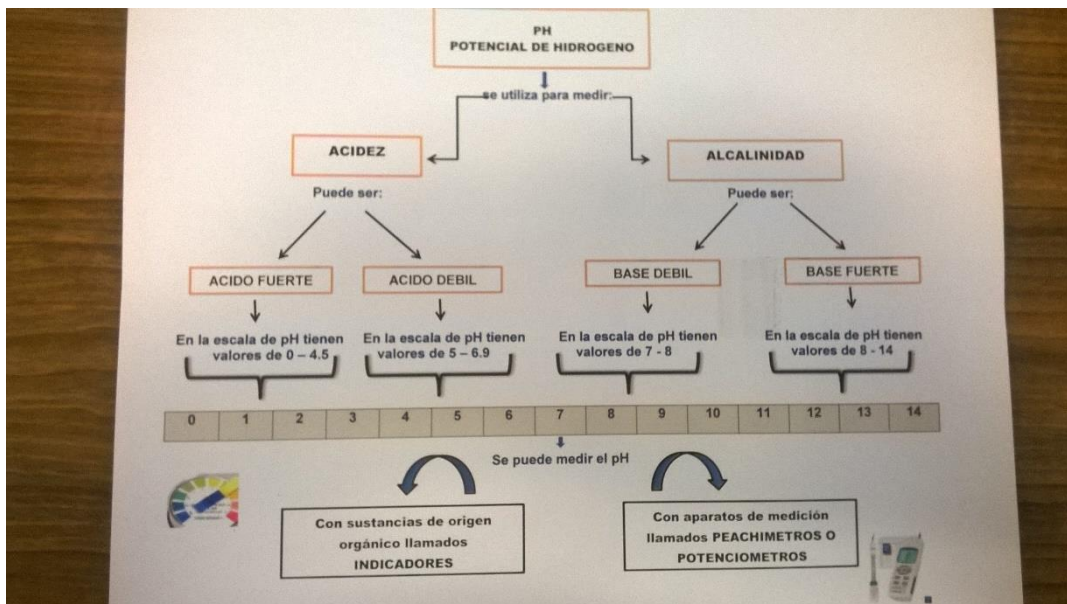 PH
POTENCIAL DE HIDROGENO
se utiliza para medir:
ACIDEZ
ALCALINIDAD
Puede ser:
Puede ser:
ACIDO FUERTE
ACIDO DEBIL
BASE DEBIL
BASE FUERTE
En la escala de pH tienen
valores de 0 – 4.5
En la escala de pH tienen
valores de 5 – 6.9
En la escala de pH tienen
valores de 7 - 8
En la escala de pH tienen
valores de 8 - 14
0 1 2 3 4 5 6 7 8 9 10 11 12 13 14
Se puede medir el pH
Con sustancias de origen
orgánico llamados
INDICADORES
Con aparatos de medición
llamados PEACHIMETROS O
POTENCIOMETROS